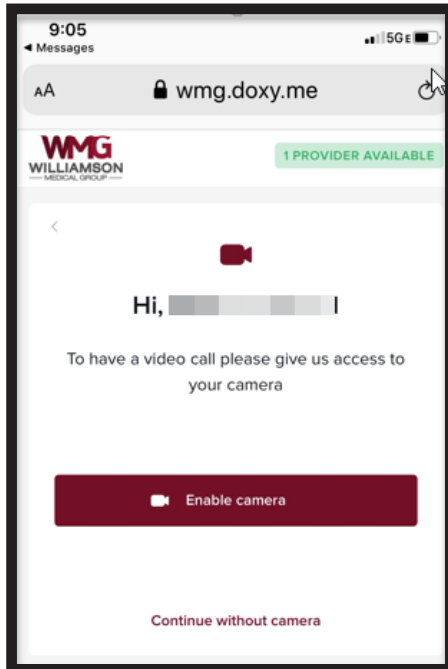 9:05
Messages
5G E
AA
wmg.doxy.me
WMG
WILLIAMSON
MEDICAL GROUP
1 PROVIDER AVAILABLE
Hi,
To have a video call please give us access to
your camera
Enable camera
Continue without camera